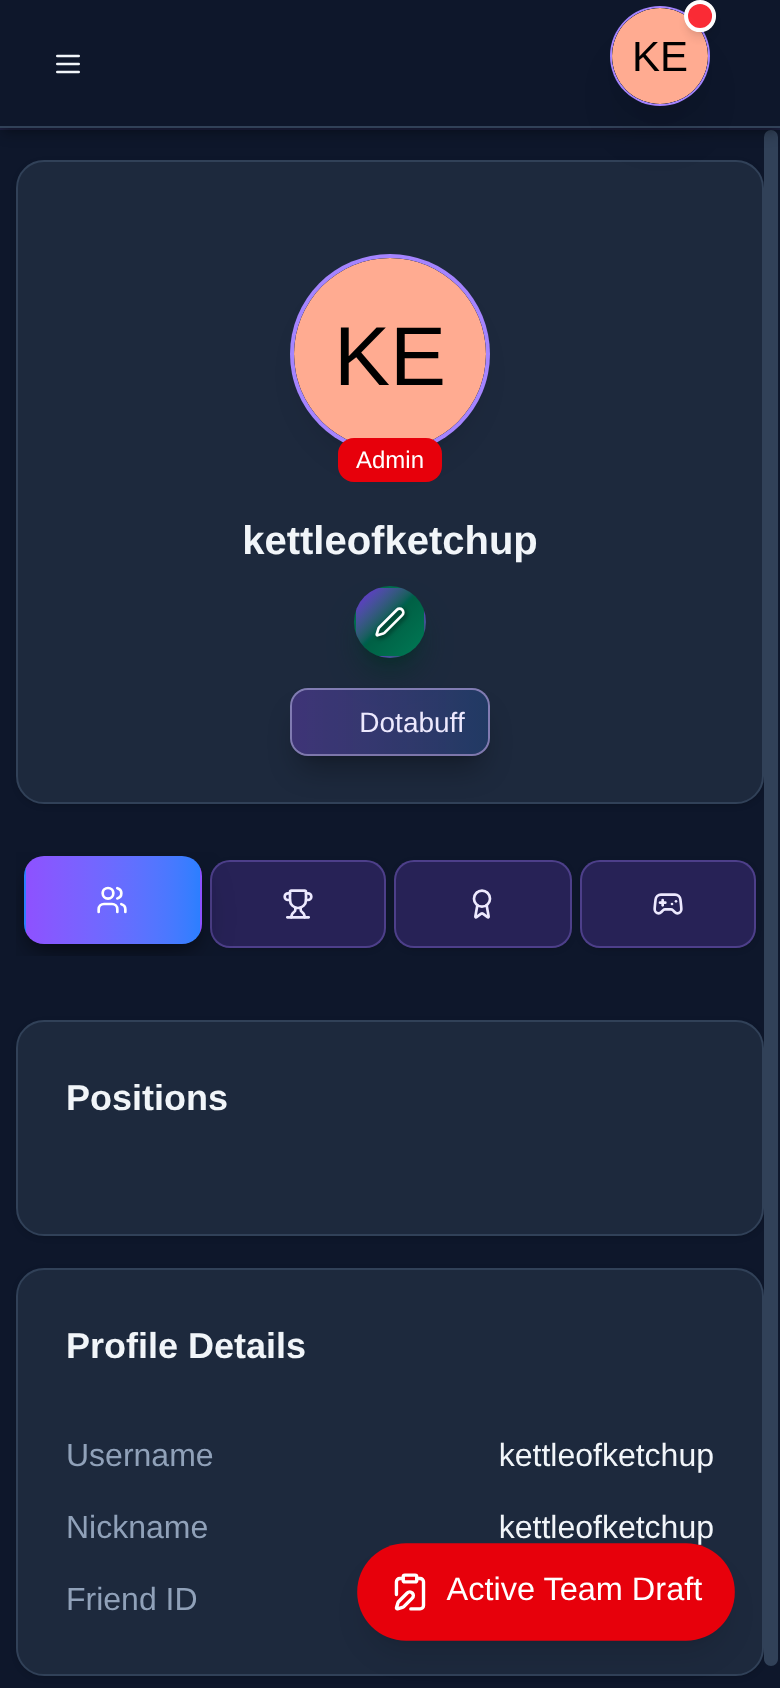 KE
KE
Admin
kettleofketchup
Dotabuff
Positions
Profile Details
Username kettleofketchup
Nickname kettleofketchup
Friend ID
Active Team Draft